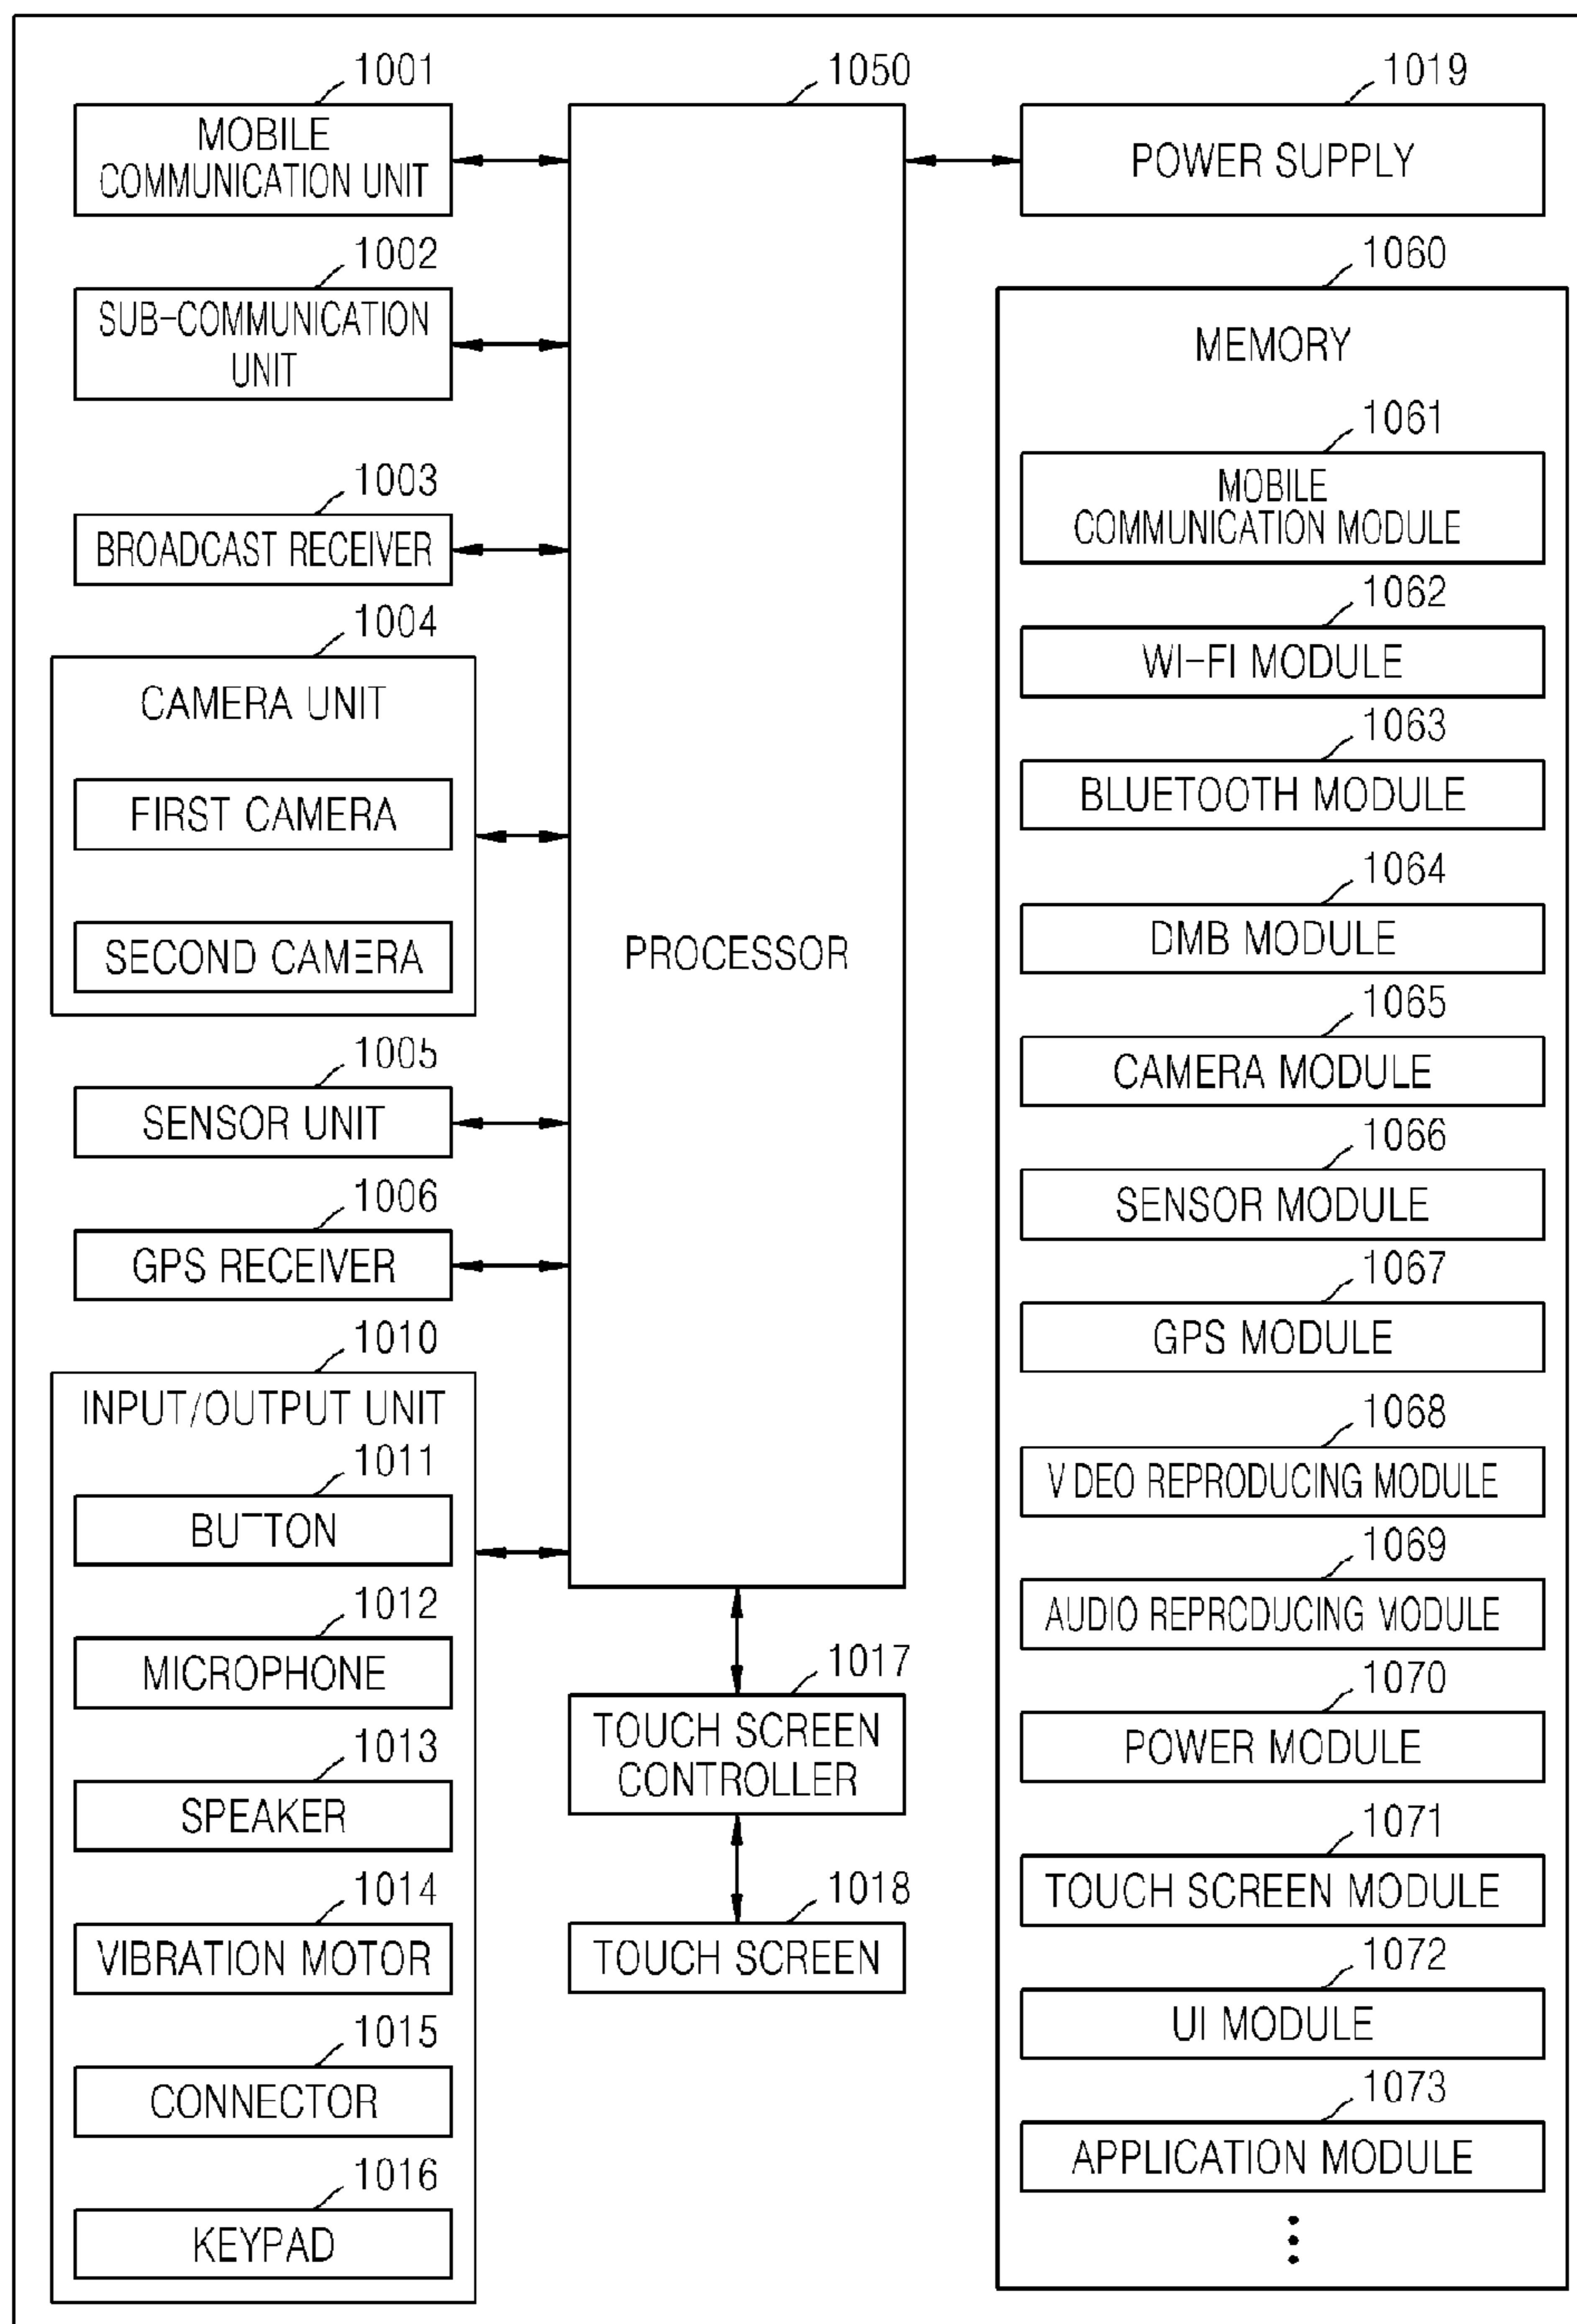 1001
MOBILE
COMMUNICATION UNIT
1002
SUB-COMMUNICATION
UNIT
1003
BROADCAST RECEIVER
1004
CAMERA UNIT
FIRST CAMERA
SECOND CAMERA
1005
SENSOR UNIT
1006
GPS RECEIVER
1010
INPUT/OUTPUT UNIT
1011
BUTTON
1012
MICROPHONE
1013
SPEAKER
1014
VIBRATION MOTOR
1015
CONNECTOR
1016
KEYPAD
1050
PROCESSOR
1017
TOUCH SCREEN
CONTROLLER
1018
TOUCH SCREEN
1019
POWER SUPPLY
1060
MEMORY
1061
MOBILE
COMMUNICATION MODULE
1062
WI-FI MODULE
1063
BLUETOOTH MODULE
1064
DMB MODULE
1065
CAMERA MODULE
1066
SENSOR MODULE
1067
GPS MODULE
1068
VIDEO REPRODUCING MODULE
1069
AUDIO REPRODUCING MODULE
1070
POWER MODULE
1071
TOUCH SCREEN MODULE
1072
UI MODULE
1073
APPLICATION MODULE